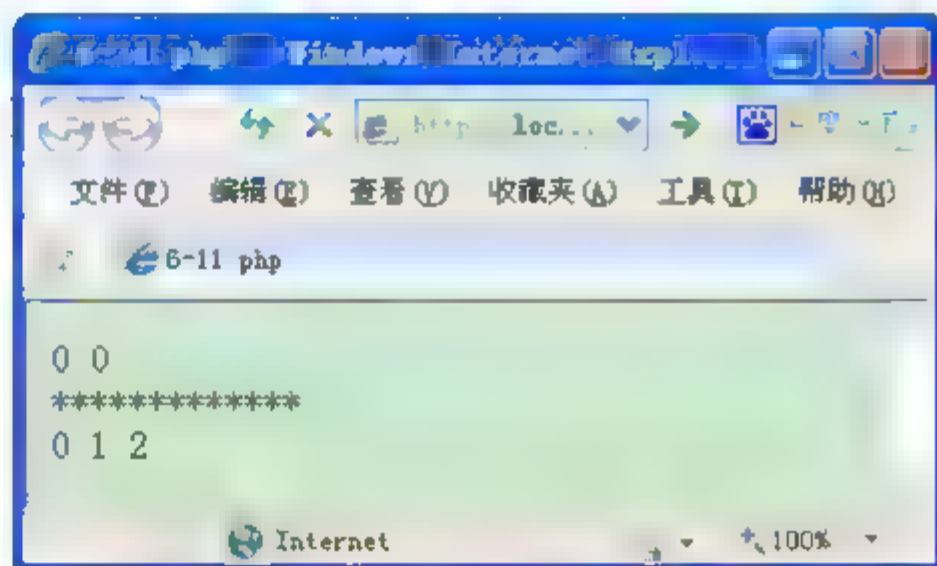 loc...
文件(F) 编辑(E) 查看(V) 收藏夹(A) 工具(T) 帮助(H)
6-11 php
0 0
*************
0 1 2
Internet 100%